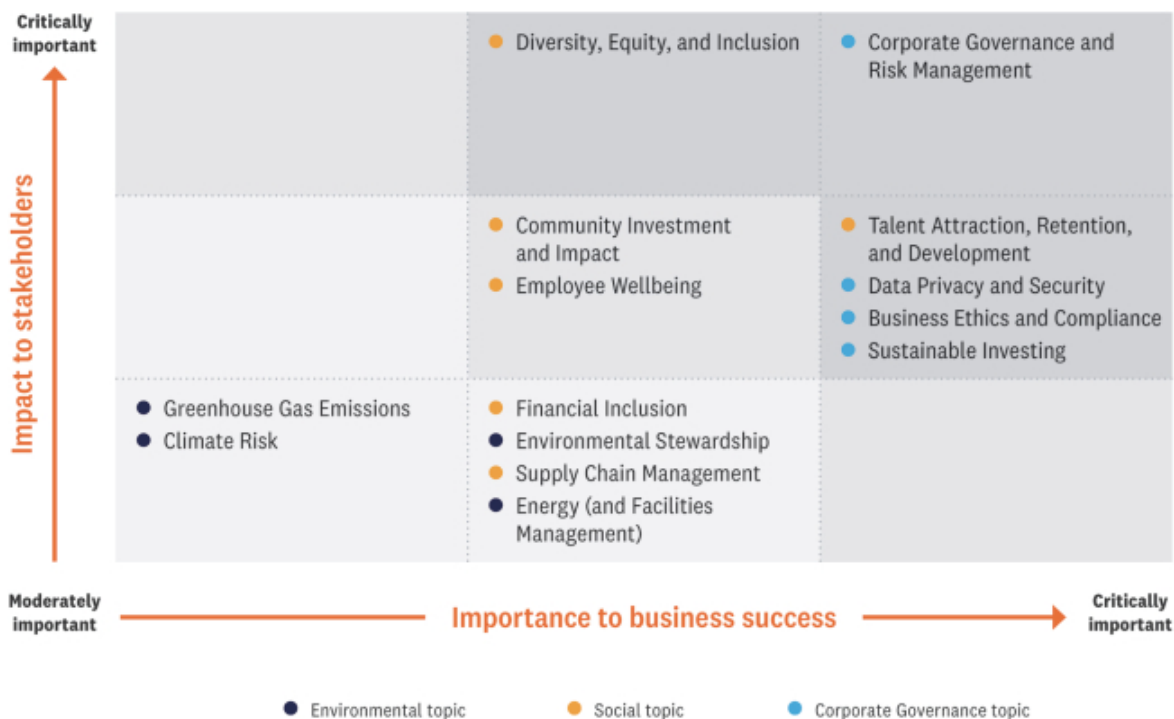 Critically
important
Diversity, Equity, and Inclusion
Corporate Governance and
Risk Management
Impact to stakeholders
Community Investment
and Impact
Employee Wellbeing
Talent Attraction, Retention,
and Development
Data Privacy and Security
Business Ethics and Compliance
Sustainable Investing
Greenhouse Gas Emissions
Climate Risk
Financial Inclusion
Environmental Stewardship
Supply Chain Management
Energy (and Facilities
Management)
Moderately
important
Importance to business success
Critically
important
Environmental topic
Social topic
Corporate Governance topic